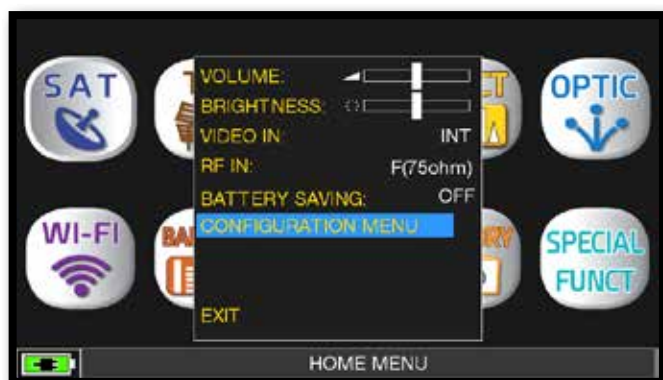 SAT
OPTIC
VOLUME:
BRIGHTNESS:
VIDEO IN: INT
RF IN: F(75ohm)
BATTERY SAVING: OFF
CONFIGURATION MENU
EXIT
WI-FI
SPECIAL
FUNCT
HOME MENU